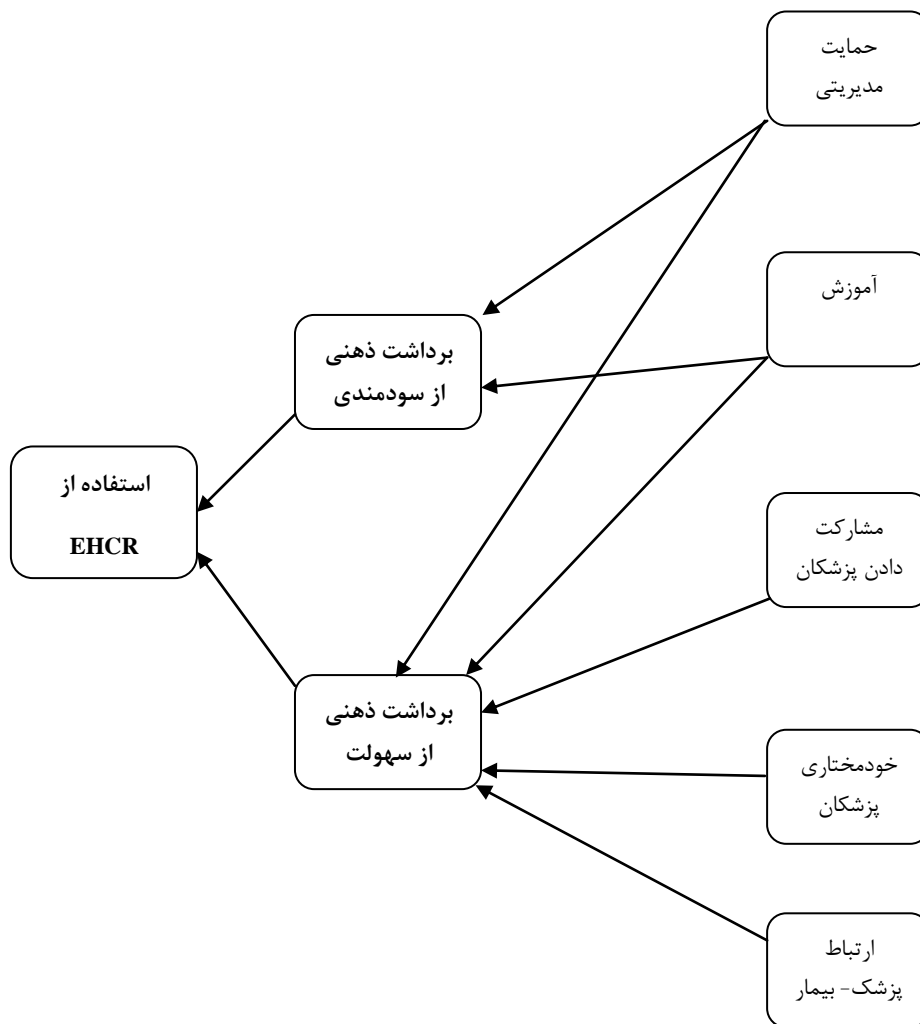 حمایت
مدیریتی
آموزش
برداشت ذهنی
از سودمندی
استفاده از
EHCR
مشارکت
دادن پزشکان
برداشت ذهنی
از سهولت
خودمختاری
پزشکان
ارتباط
پزشک- بیمار